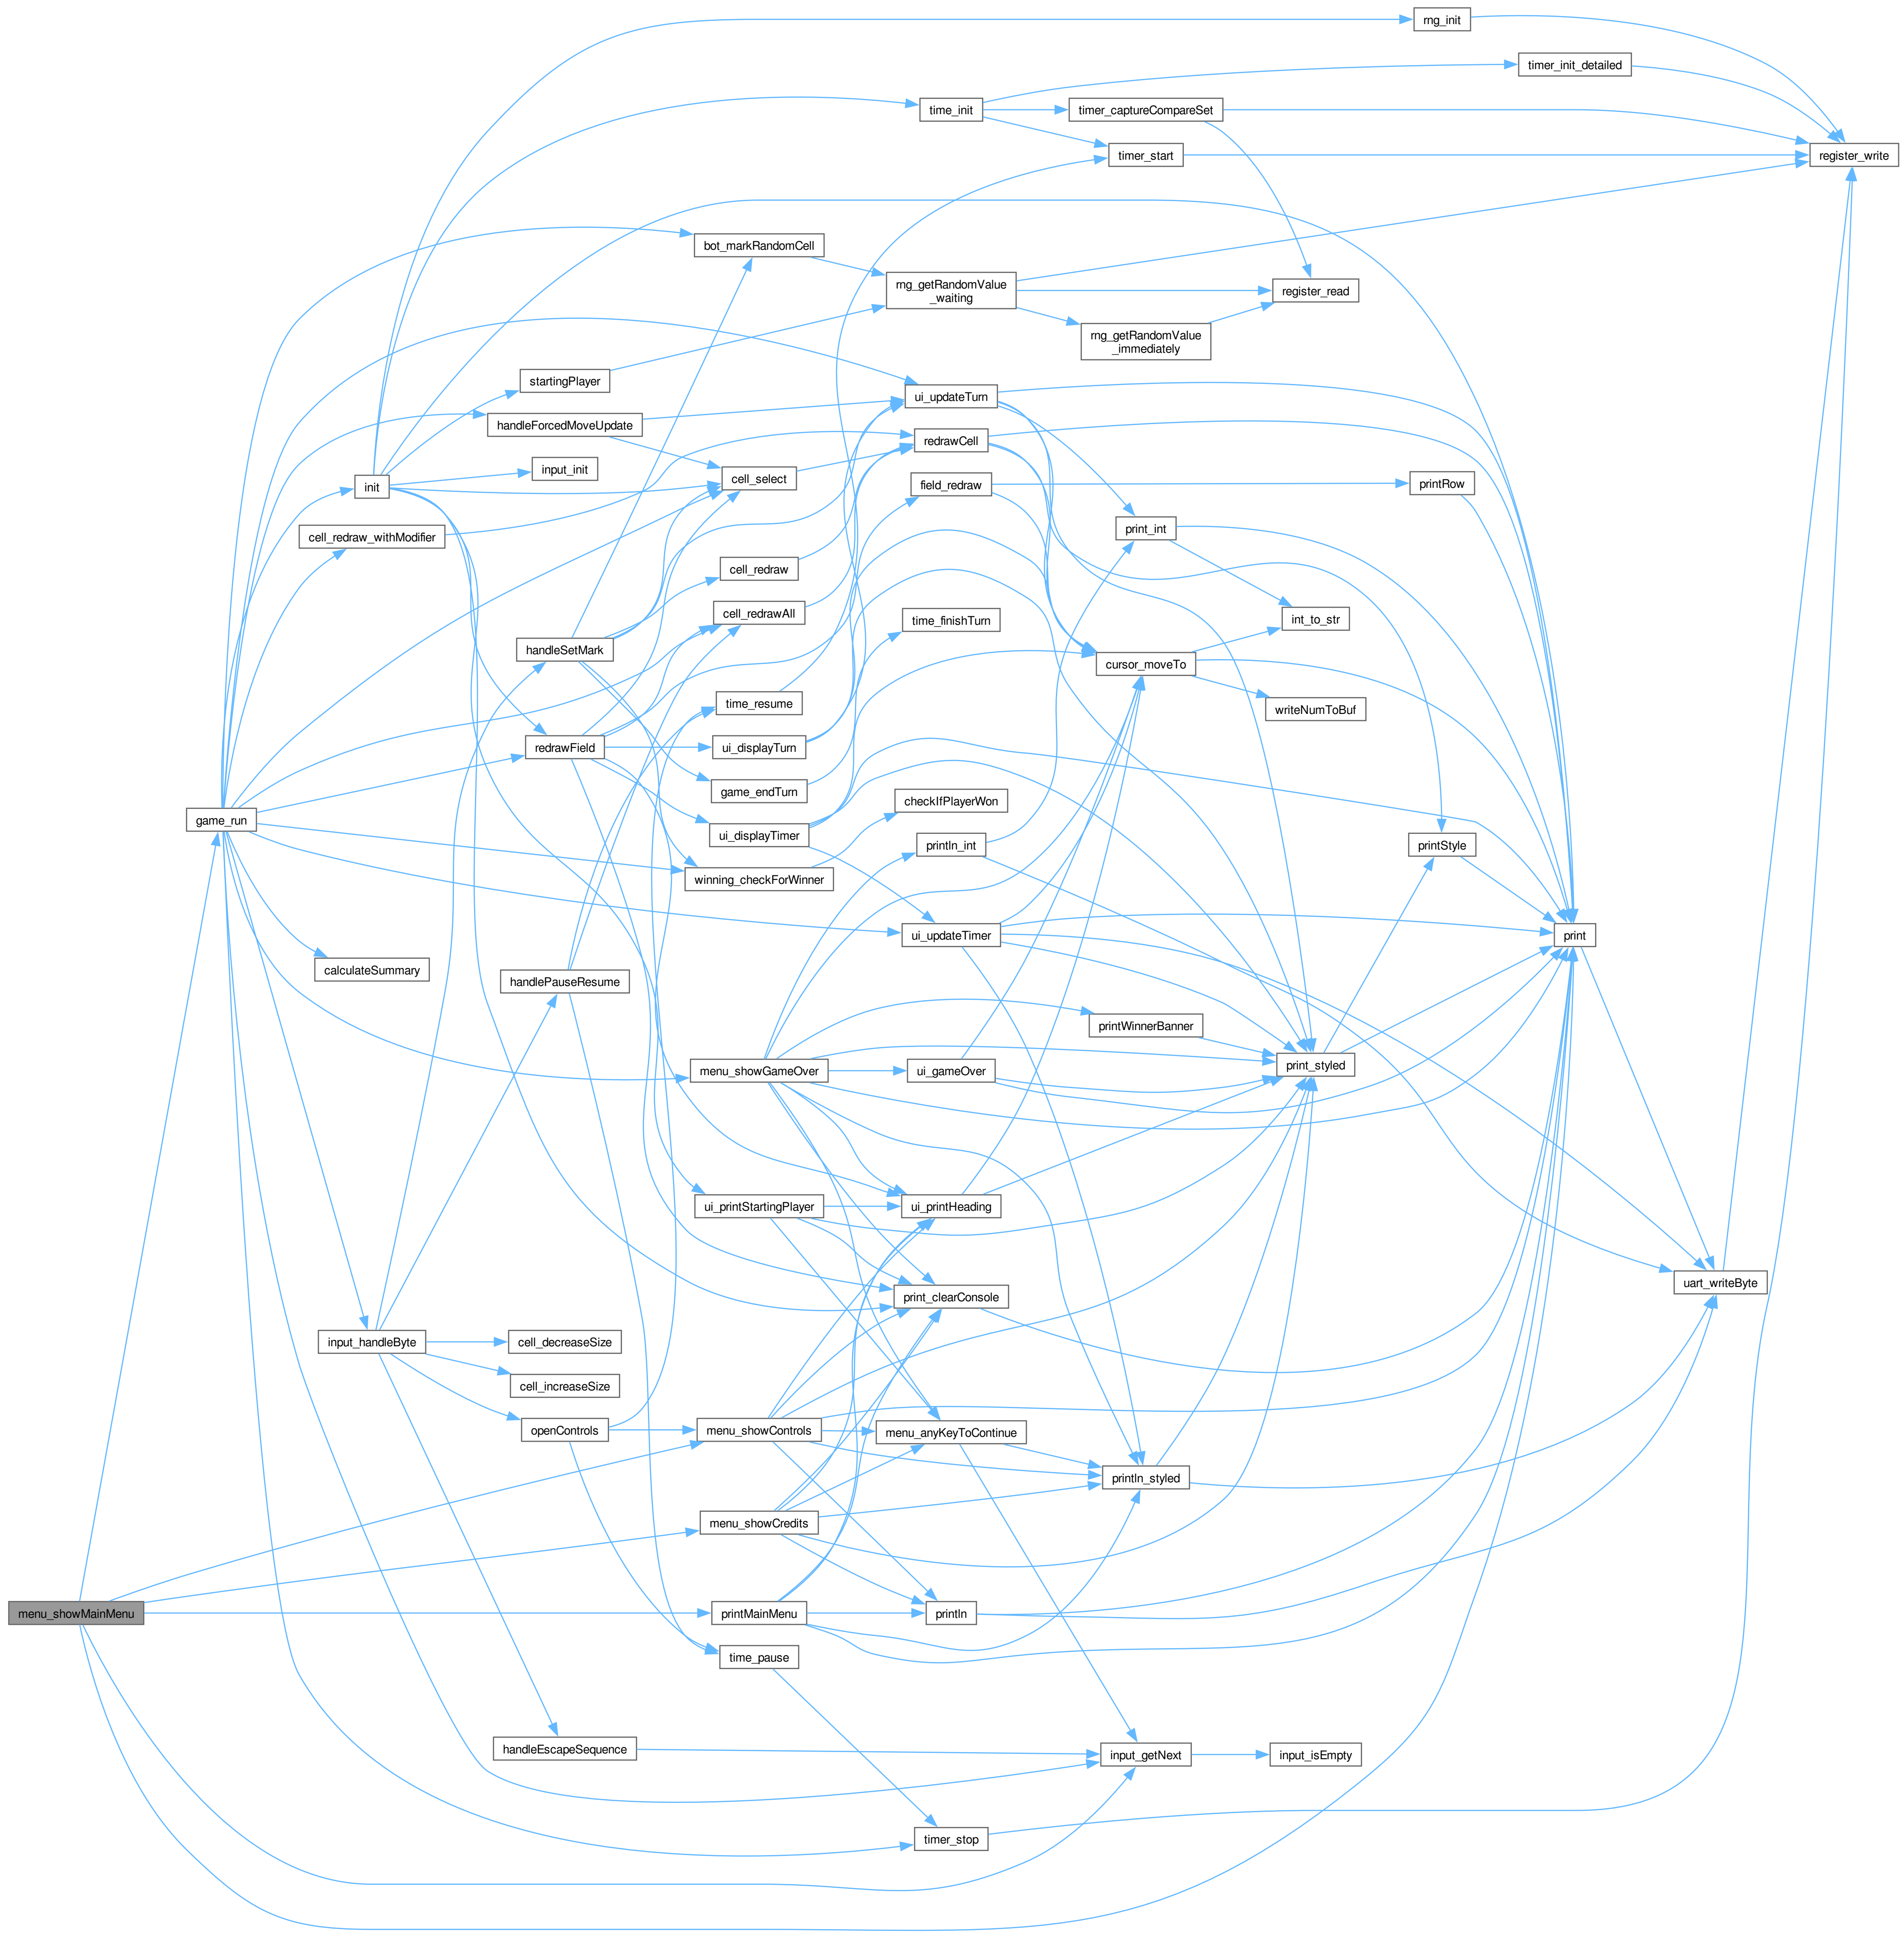 rng_init
timer_init_detailed
time_init
timer_captureCompareSet
timer_start
register_write
bot_markRandomCell
rng_getRandomValue
_waiting
register_read
rng_getRandomValue
_immediately
startingPlayer
ui_updateTurn
handleForcedMoveUpdate
redrawCell
input_init
cell_select
init
field_redraw
printRow
cell_redraw_withModifier
print_int
cell_redraw
cell_redrawAll
time_finishTurn
int_to_str
handleSetMark
cursor_moveTo
time_resume
writeNumToBuf
redrawField
ui_displayTurn
game_endTurn
checkIfPlayerWon
game_run
ui_displayTimer
println_int
printStyle
winning_checkForWinner
ui_updateTimer
print
calculateSummary
handlePauseResume
printWinnerBanner
menu_showGameOver
ui_gameOver
print_styled
ui_printStartingPlayer
ui_printHeading
uart_writeByte
print_clearConsole
input_handleByte
cell_decreaseSize
cell_increaseSize
openControls
menu_showControls
menu_anyKeyToContinue
println_styled
menu_showCredits
menu_showMainMenu
printMainMenu
println
time_pause
handleEscapeSequence
input_getNext
input_isEmpty
timer_stop